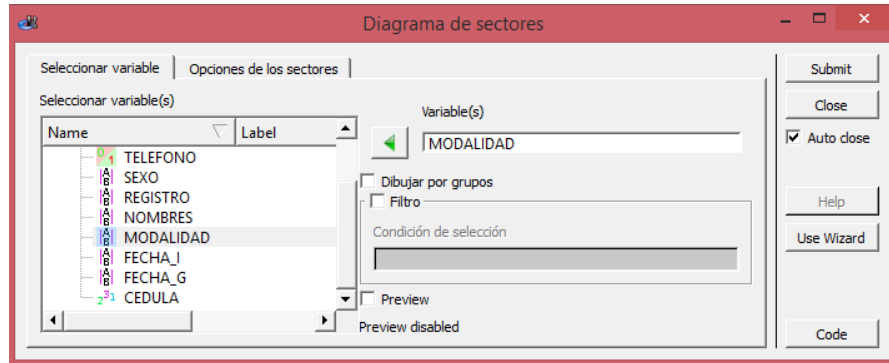 Diagrama de sectores
Seleccionar variable
Opciones de los sectores
Seleccionar variable(s)
Name
Label
TELEFONO
SEXO
REGISTRO
NOMBRES
MODALIDAD
FECHA_I
FECHA_G
CEDULA
Variable(s)
MODALIDAD
Dibujar por grupos
Filtro
Condición de selección
Preview
Preview disabled
Submit
Close
Auto close
Help
Use Wizard
Code